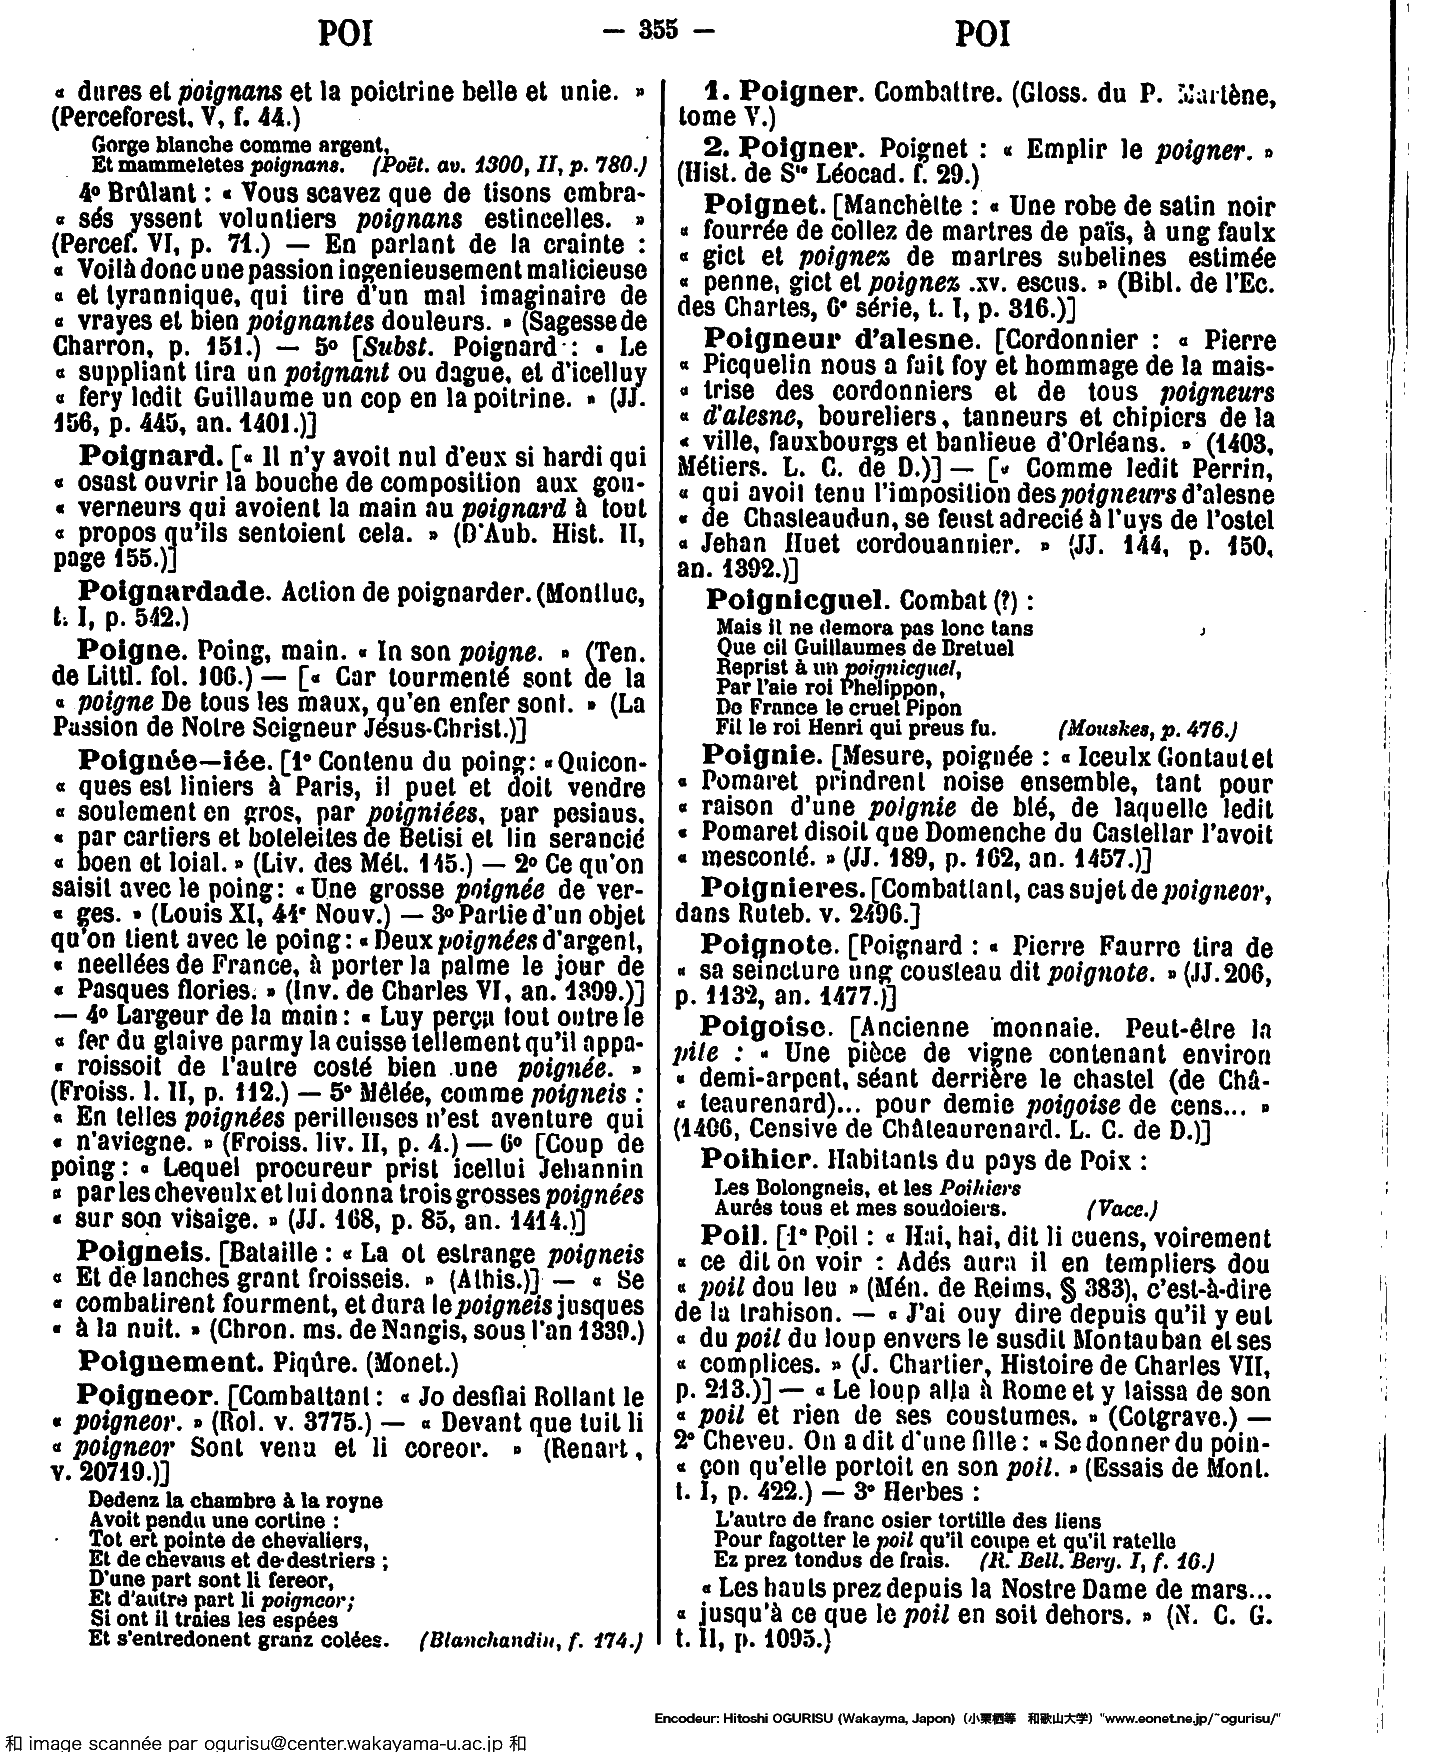 POI — 355 — POI
« dures et poignans et la poictrine belle et unie. »
(Perceforest, V, f. 44.)
Gorge blanche comme argent,
Et mammeletes poignans. (Poët. av. 1300, II, p. 780.)
4º Brûlant : « Vous scavez que de tisons embra-
« sés yssent voluntiers poignans estincelles. »
(Percef. VI, p. 71.) — En parlant de la crainte :
« Voilà donc une passion ingenieusement malicieuse
« et tyrannique, qui tire d'un mal imaginaire de
« vrayes et bien poignantes douleurs. » (Sagesse de
Charron, p. 151.) — 5º [Subst. Poignard : « Le
« suppliant tira un poignant ou dague, et d'icelluy
« fery ledit Guillaume un cop en la poitrine. » (JJ.
156, p. 445, an. 1401.)]
Poignard. [« Il n'y avoit nul d'eux si hardi qui
« osast ouvrir la bouche de composition aux gou-
« verneurs qui avoient la main au poignard à tout
« propos qu'ils sentoient cela. » (D'Aub. Hist. II,
page 155.)]
Poignardade. Action de poignarder. (Montluc,
t. I, p. 542.)
Poigne. Poing, main. « In son poigne. » (Ten.
de Littl. fol. 106.) — [« Car tourmenté sont de la
« poigne De tous les maux, qu'en enfer sont. » (La
Passion de Notre Seigneur Jésus-Christ.)]
Poignée—iée. [1º Contenu du poing : « Quicon-
« ques est liniers à Paris, il puet et doit vendre
« soulement en gros, par poigniées, par pesiaus,
« par cartiers et boteleites de Betisi et lin serancié
« boen et loial. » (Liv. des Mét. 145.) — 2º Ce qu'on
saisit avec le poing : « Une grosse poignée de ver-
« ges. » (Louis XI, 44ᵉ Nouv.) — 3º Partie d'un objet
qu'on tient avec le poing : « Deux poignées d'argent,
« neellées de France, à porter la palme le jour de
« Pasques flories. » (Inv. de Charles VI, an. 1399.)]
— 4º Largeur de la main : « Luy perça tout outre le
« fer du glaive parmy la cuisse tellement qu'il appa-
« roissoit de l'autre costé bien une poignée. »
(Froiss. l. II, p. 112.) — 5º Mêlée, comme poigneis :
« En telles poignées perilleuses n'est aventure qui
« n'aviegne. » (Froiss. liv. II, p. 4.) — 6º [Coup de
poing : « Lequel procureur prist icellui Jehannin
« par les cheveulx et lui donna trois grosses poignées
« sur son visaige. » (JJ. 168, p. 85, an. 1414.)]
Poigneis. [Bataille : « La ot estrange poigneis
« Et de lanches grant froisseis. » (Athis.)] — « Se
« combatirent fourment, et dura le poigneis jusques
« à la nuit. » (Chron. ms. de Nangis, sous l'an 1339.)
Poignement. Piqûre. (Monet.)
Poigneor. [Combattant : « Jo desfiai Rollant le
« poigneor. » (Rol. v. 3775.) — « Devant que tuit li
« poigneor Sont venu et li coreor. » (Renart,
v. 20719.)]
Dedenz la chambre à la royne
Avoit pendu une cortine :
Tot ert pointe de chevaliers,
Et de chevaus et de destriers ;
D'une part sont li fereor,
Et d'autre part li poigneor;
Si ont il traies les espées
Et s'entredonent granz colées. (Blanchandin, f. 174.)
1. Poigner. Combattre. (Gloss. du P. Martène,
tome V.)
2. Poigner. Poignet : « Emplir le poigner. »
(Hist. de Sᵗᵉ Léocad. f. 29.)
Poignet. [Manchette : « Une robe de satin noir
« fourrée de collez de martres de païs, à ung faulx
« gict et poignez de martres subelines estimée
« penne, gict et poignez .xv. escus. » (Bibl. de l'Ec.
des Chartes, 6ᵉ série, t. I, p. 316.)]
Poigneur d'alesne. [Cordonnier : « Pierre
« Picquelin nous a fait foy et hommage de la mais-
« trise des cordonniers et de tous poigneurs
« d'alesne, boureliers, tanneurs et chipiers de la
« ville, fauxbourgs et banlieue d'Orléans. » (1403,
Métiers. L. C. de D.)] — [« Comme ledit Perrin,
« qui avoit tenu l'imposition des poigneurs d'alesne
« de Chasteaudun, se feust adrecié à l'uys de l'ostel
« Jehan Huet cordouannier. » (JJ. 144, p. 150,
an. 1392.)]
Poignicguel. Combat (?) :
Mais il ne demora pas lonc tans
Que cil Guillaumes de Bretuel
Reprist à un poignicguel,
Par l'aie roi Phelippon,
De France le cruel Pipon
Fil le roi Henri qui preus fu. (Mouskes, p. 476.)
Poignie. [Mesure, poignée : « Iceulx Gontaut et
« Pomaret prindrent noise ensemble, tant pour
« raison d'une poignie de blé, de laquelle ledit
« Pomaret disoit que Domenche du Castellar l'avoit
« mesconté. » (JJ. 189, p. 162, an. 1457.)]
Poignieres. [Combattant, cas sujet de poigneor,
dans Ruteb. v. 2496.]
Poignote. [Poignard : « Pierre Faurre tira de
« sa seincture ung cousteau dit poignote. » (JJ. 206,
p. 1132, an. 1477.)]
Poigoise. [Ancienne monnaie. Peut-être la
pite : « Une pièce de vigne contenant environ
« demi-arpent, séant derrière le chastel (de Châ-
« teaurenard)... pour demie poigoise de cens... »
(1406, Censive de Châteaurenard. L. C. de D.)]
Poihier. Habitants du pays de Poix :
Les Bolongneis, et les Poihiers
Aurés tous et mes soudoiers. (Vace.)
Poil. [1º Poil : « Hai, hai, dit li cuens, voirement
« ce dit on voir : Adés aura il en templiers dou
« poil dou leu » (Mén. de Reims, § 383), c'est-à-dire
de la trahison. — « J'ai ouy dire depuis qu'il y eut
« du poil du loup envers le susdit Montauban et ses
« complices. » (J. Chartier, Histoire de Charles VII,
p. 213.)] — « Le loup alla à Rome et y laissa de son
« poil et rien de ses coustumes. » (Cotgrave.) —
2º Cheveu. On a dit d'une fille : « Se donner du poin-
« çon qu'elle portoit en son poil. » (Essais de Mont.
t. I, p. 422.) — 3º Herbes :
L'autre de franc osier tortille des liens
Pour fagotter le poil qu'il coupe et qu'il ratelle
Ez prez tondus de frais. (R. Bell. Berg. I, f. 16.)
« Les hauts prez depuis la Nostre Dame de mars...
« jusqu'à ce que le poil en soit dehors. » (N. C. G.
t. II, p. 1095.)
Encodeur: Hitoshi OGURISU (Wakayma, Japon) (小栗栖等 和歌山大学) "www.eonet.ne.jp/~ogurisu/"
和 image scannée par ogurisu@center.wakayama-u.ac.jp 和